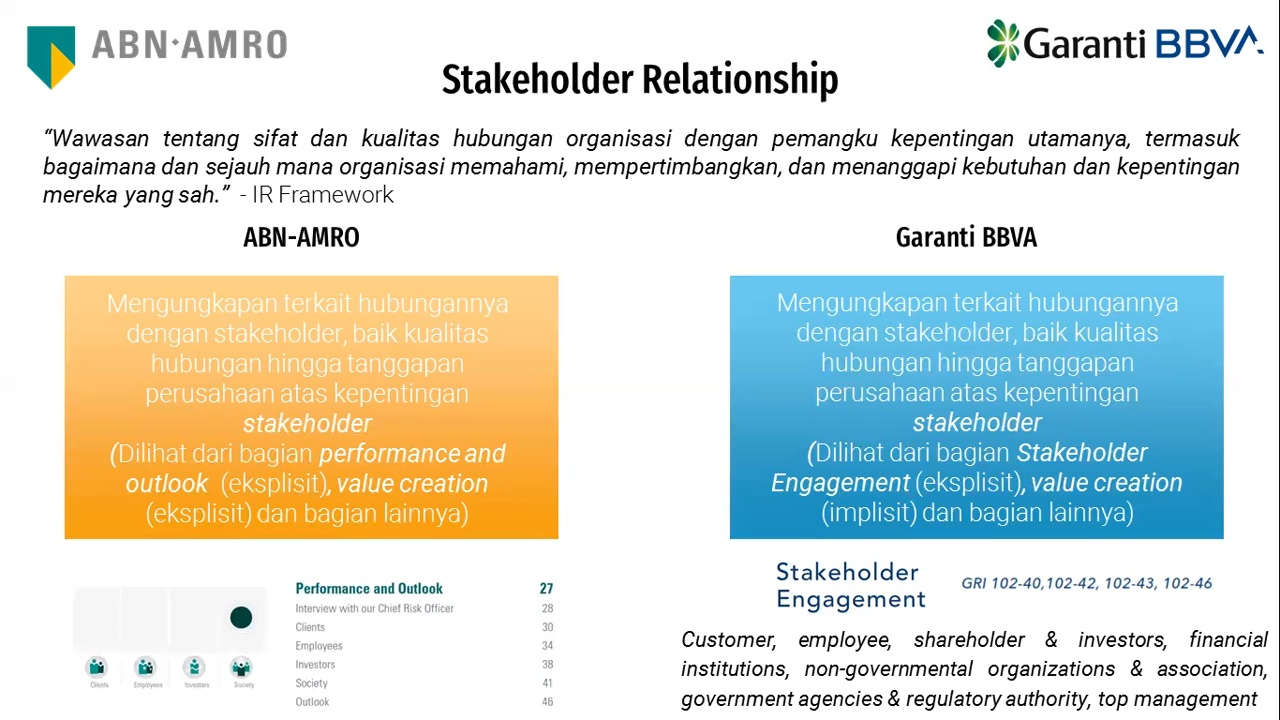 ABN·AMRO
Garanti BBVA
Stakeholder Relationship
“Wawasan tentang sifat dan kualitas hubungan organisasi dengan pemangku kepentingan utamanya, termasuk
bagaimana dan sejauh mana organisasi memahami, mempertimbangkan, dan menanggapi kebutuhan dan kepentingan
mereka yang sah.” - IR Framework
ABN-AMRO
Mengungkapan terkait hubungannya
dengan stakeholder, baik kualitas
hubungan hingga tanggapan
perusahaan atas kepentingan
stakeholder
(Dilihat dari bagian performance and
outlook (eksplisit), value creation
(eksplisit) dan bagian lainnya)
Clients Employees Investors Society
Performance and Outlook 27
Interview with our Chief Risk Officer 28
Clients 30
Employees 34
Investors 38
Society 41
Outlook 46
Garanti BBVA
Mengungkapan terkait hubungannya
dengan stakeholder, baik kualitas
hubungan hingga tanggapan
perusahaan atas kepentingan
stakeholder
(Dilihat dari bagian Stakeholder
Engagement (eksplisit), value creation
(implisit) dan bagian lainnya)
Stakeholder
Engagement
GRI 102-40,102-42, 102-43, 102-46
Customer, employee, shareholder & investors, financial
institutions, non-governmental organizations & association,
government agencies & regulatory authority, top management